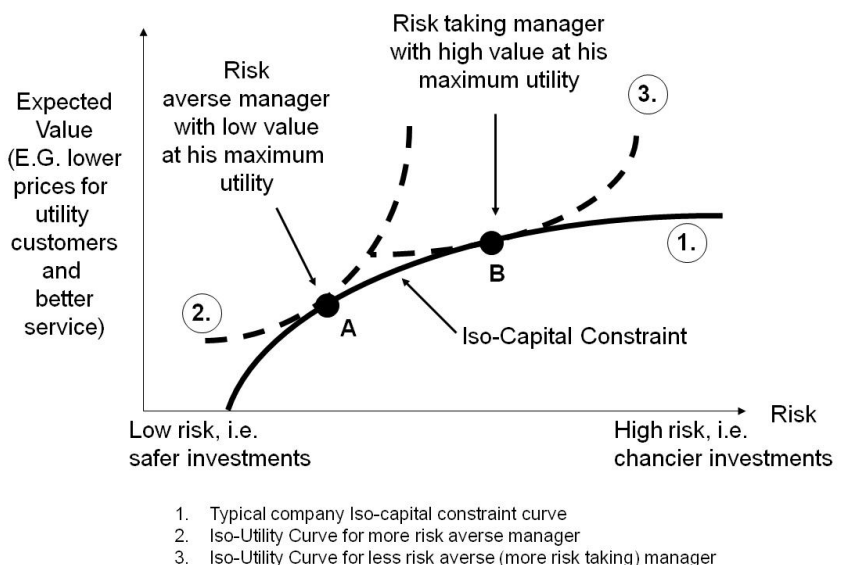 Risk taking manager
with high value at his
maximum utility
3.
Risk
averse manager
with low value
at his maximum
utility
Expected
Value
(E.G. lower
prices for
utility
customers
and
better
service)
2.
A
B
1.
Iso-Capital Constraint
Risk
Low risk, i.e.
safer investments
High risk, i.e.
chancier investments
1. Typical company Iso-capital constraint curve
2. Iso-Utility Curve for more risk averse manager
3. Iso-Utility Curve for less risk averse (more risk taking) manager